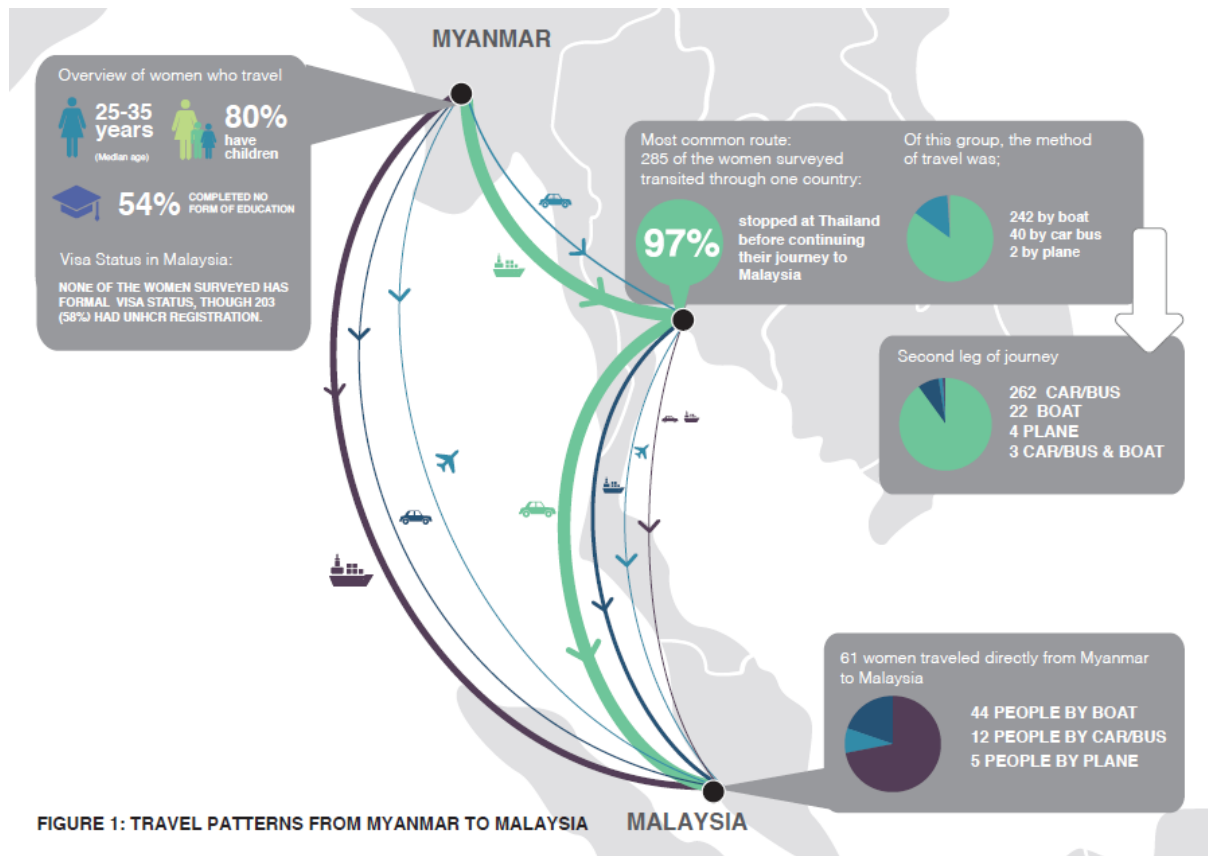 MYANMAR
Overview of women who travel
25-35
years
(Median age)
80%
have
children
54%
COMPLETED NO
FORM OF EDUCATION
Visa Status in Malaysia:
NONE OF THE WOMEN SURVEYED HAS
FORMAL VISA STATUS, THOUGH 203
(58%) HAD UNHCR REGISTRATION.
Most common route:
285 of the women surveyed
transited through one country:
97%
stopped at Thailand
before continuing
their journey to
Malaysia
Of this group, the method
of travel was;
242 by boat
40 by car bus
2 by plane
Second leg of journey
262 CAR/BUS
22 BOAT
4 PLANE
3 CAR/BUS & BOAT
61 women traveled directly from Myanmar
to Malaysia
44 PEOPLE BY BOAT
12 PEOPLE BY CAR/BUS
5 PEOPLE BY PLANE
FIGURE 1: TRAVEL PATTERNS FROM MYANMAR TO MALAYSIA
MALAYSIA